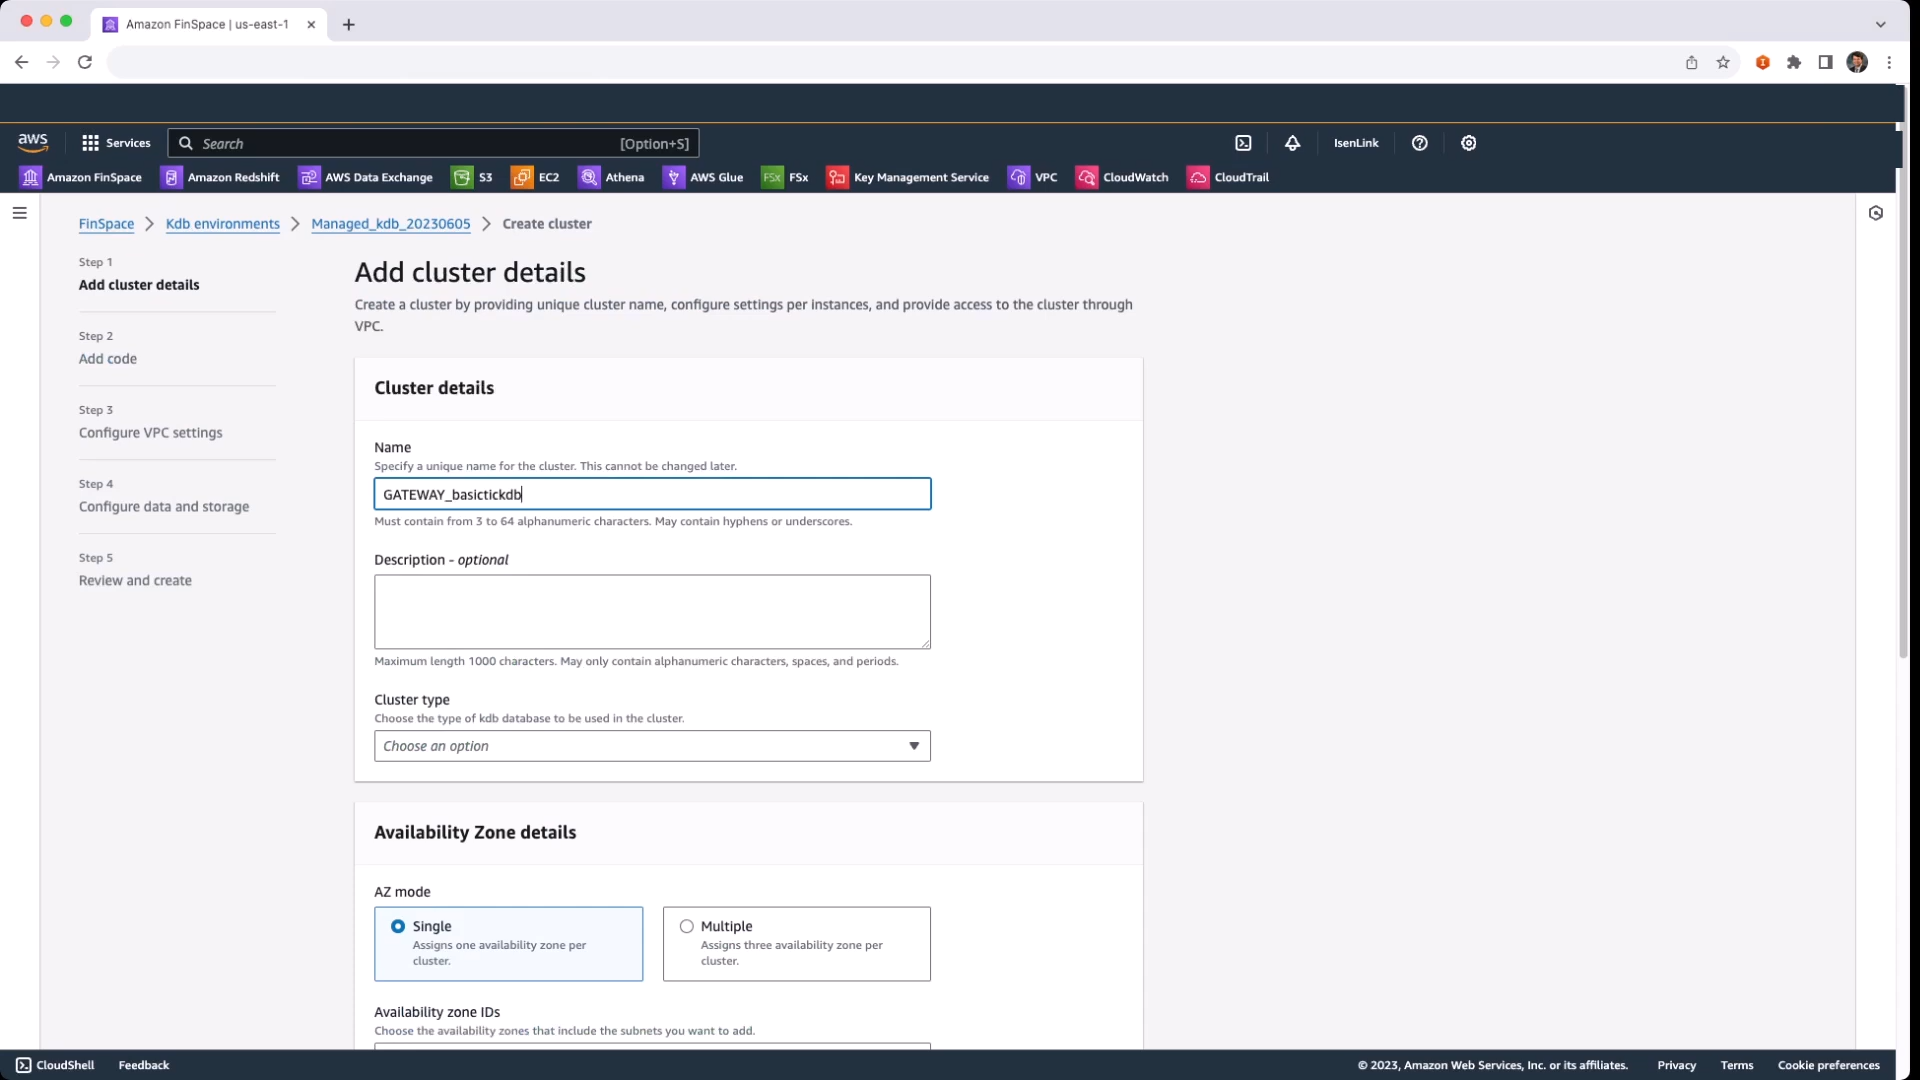 Amazon FinSpace | us-east-1
aws
Services
Search
[Option+S]
IsenLink
Amazon FinSpace
Amazon Redshift
AWS Data Exchange
S3
EC2
Athena
AWS Glue
FSx
FSx
Key Management Service
VPC
CloudWatch
CloudTrail
FinSpace
Kdb environments
Managed_kdb_20230605
Create cluster
Step 1
Add cluster details
Step 2
Add code
Step 3
Configure VPC settings
Step 4
Configure data and storage
Step 5
Review and create
Add cluster details
Create a cluster by providing unique cluster name, configure settings per instances, and provide access to the cluster through
VPC.
Cluster details
Name
Specify a unique name for the cluster. This cannot be changed later.
GATEWAY_basictickdb
Must contain from 3 to 64 alphanumeric characters. May contain hyphens or underscores.
Description - optional
Maximum length 1000 characters. May only contain alphanumeric characters, spaces, and periods.
Cluster type
Choose the type of kdb database to be used in the cluster.
Choose an option
Availability Zone details
AZ mode
Single
Assigns one availability zone per
cluster.
Multiple
Assigns three availability zone per
cluster.
Availability zone IDs
Choose the availability zones that include the subnets you want to add.
CloudShell
Feedback
© 2023, Amazon Web Services, Inc. or its affiliates.
Privacy
Terms
Cookie preferences